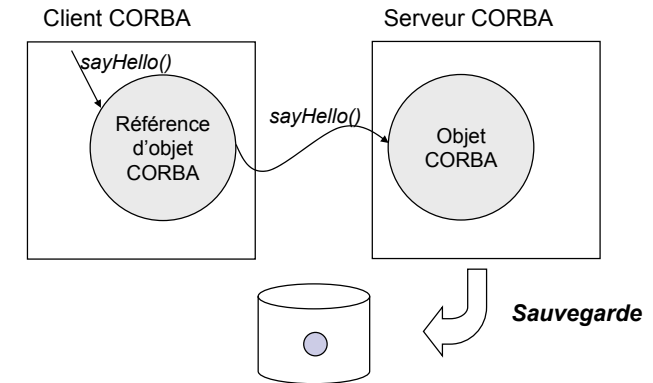 Client CORBA
Serveur CORBA
sayHello()
Référence
d'objet
CORBA
sayHello()
Objet
CORBA
Sauvegarde